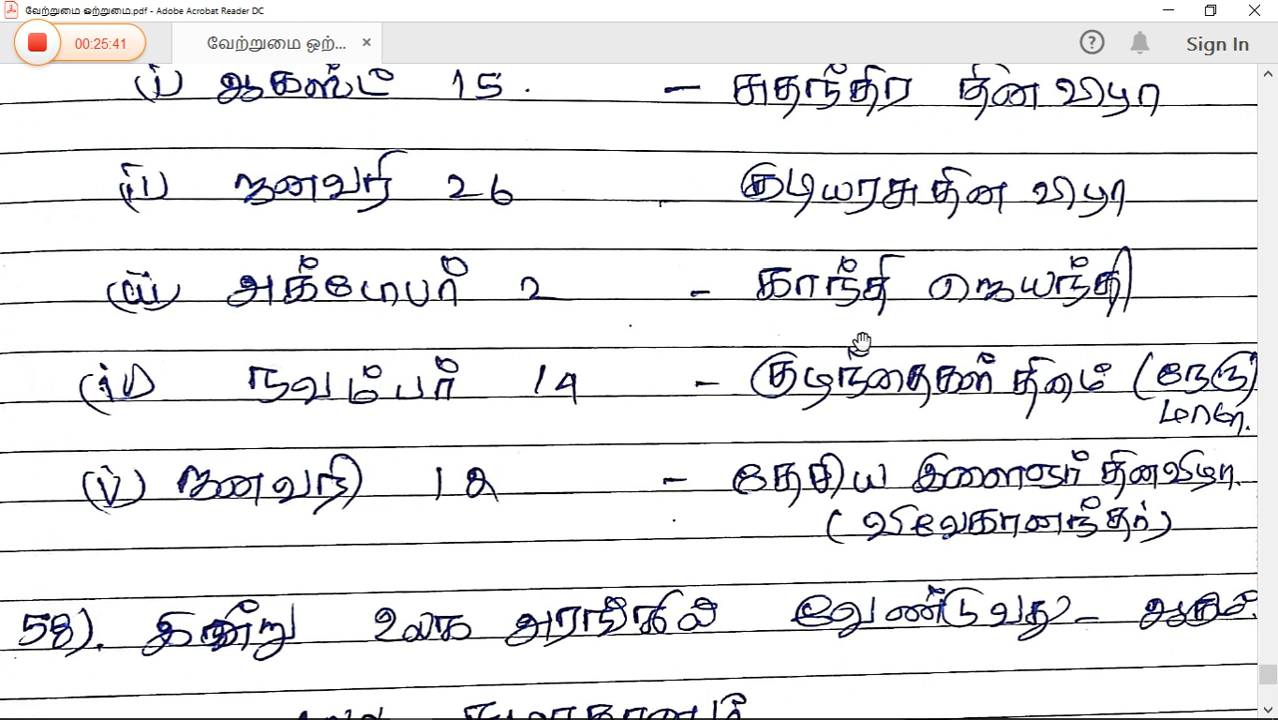 வேற்றுமை ஒற்றுமை.pdf - Adobe Acrobat Reader DC
00:25:41 வேற்றுமை ஒற்... × Sign In
(i) ஆகஸ்ட் 15. - சுதந்திர தின விழா
(ii) ஜனவரி 26 குடியரசு தின விழா
(iii) அக்டோபர் 2 - காந்தி ஜெயந்தி
(iv) நவம்பர் 14 - குழந்தைகள் தினம் (நேரு)
(v) ஜனவரி 12 - தேசிய இளைஞர் தினவிழா.
(விவேகானந்தர்)
58). இன்று உலக அரங்கில் வேண்டுவது -